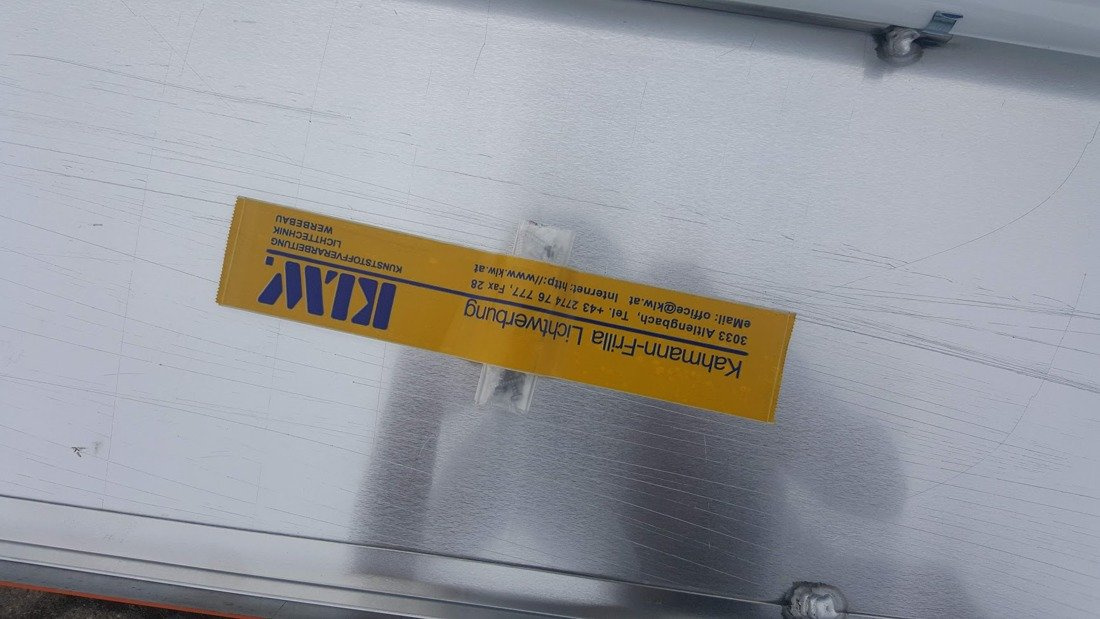 KLW.
KUNSTSTOFFVERARBEITUNG
LICHTTECHNIK
WERBEBAU
Kahmann-Frilla Lichtwerbung
3033 Altlengbach, Tel. +43 2774 76 777, Fax 28
eMail: office@klw.at Internet: http://www.klw.at